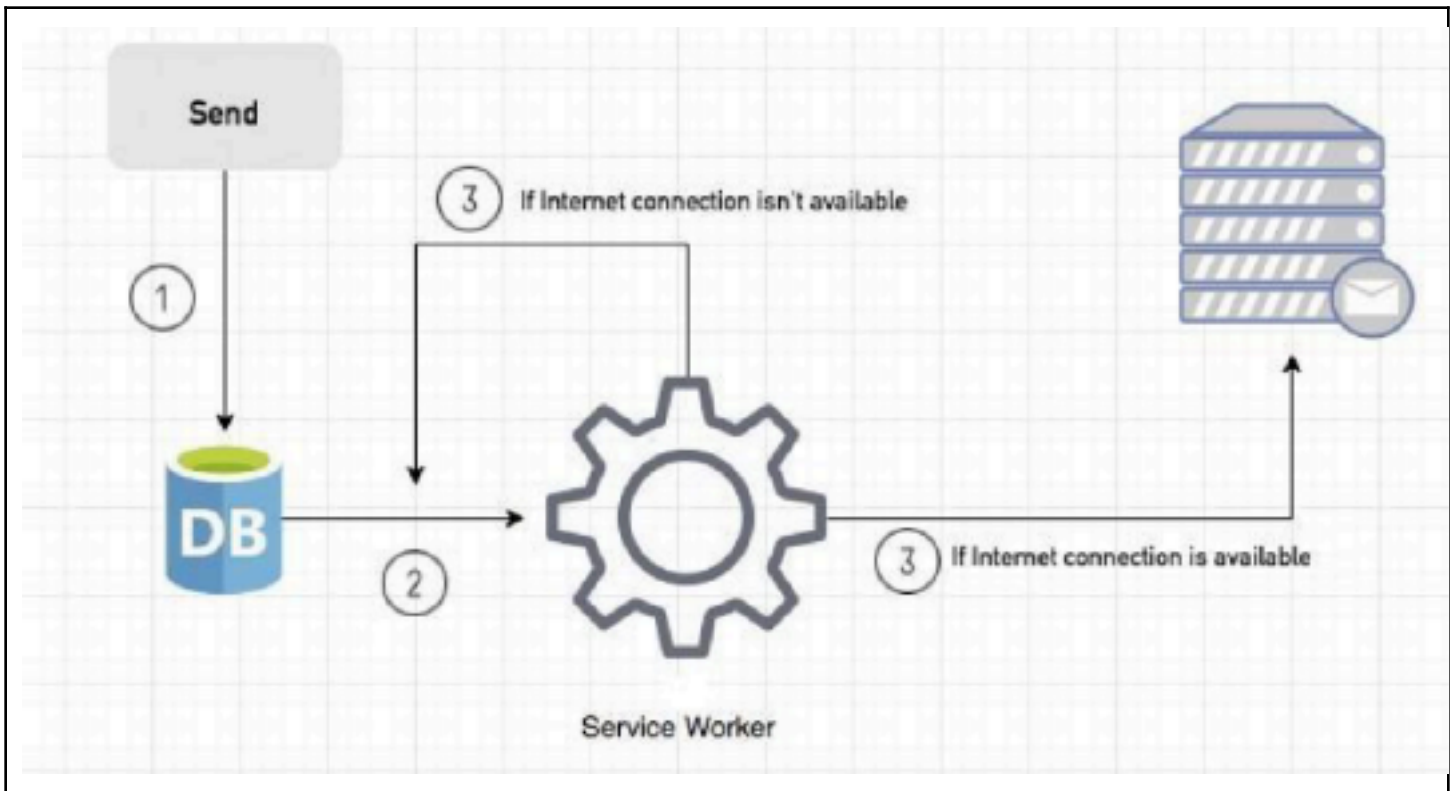 Send
3 If Internet connection isn't available
1
DB
2
3 If Internet connection is available
Service Worker